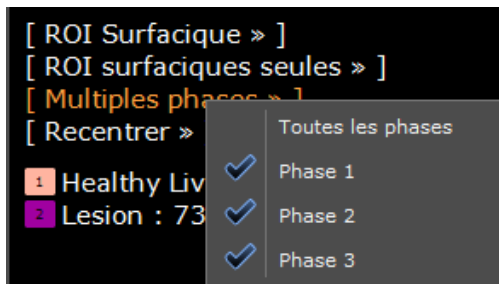 [ ROI Surfacique » ]
[ ROI surfaciques seules » ]
[ Multiples phases » ]
[ Recentrer »
Toutes les phases
1 Healthy Liv
Phase 1
2 Lesion : 73
Phase 2
Phase 3